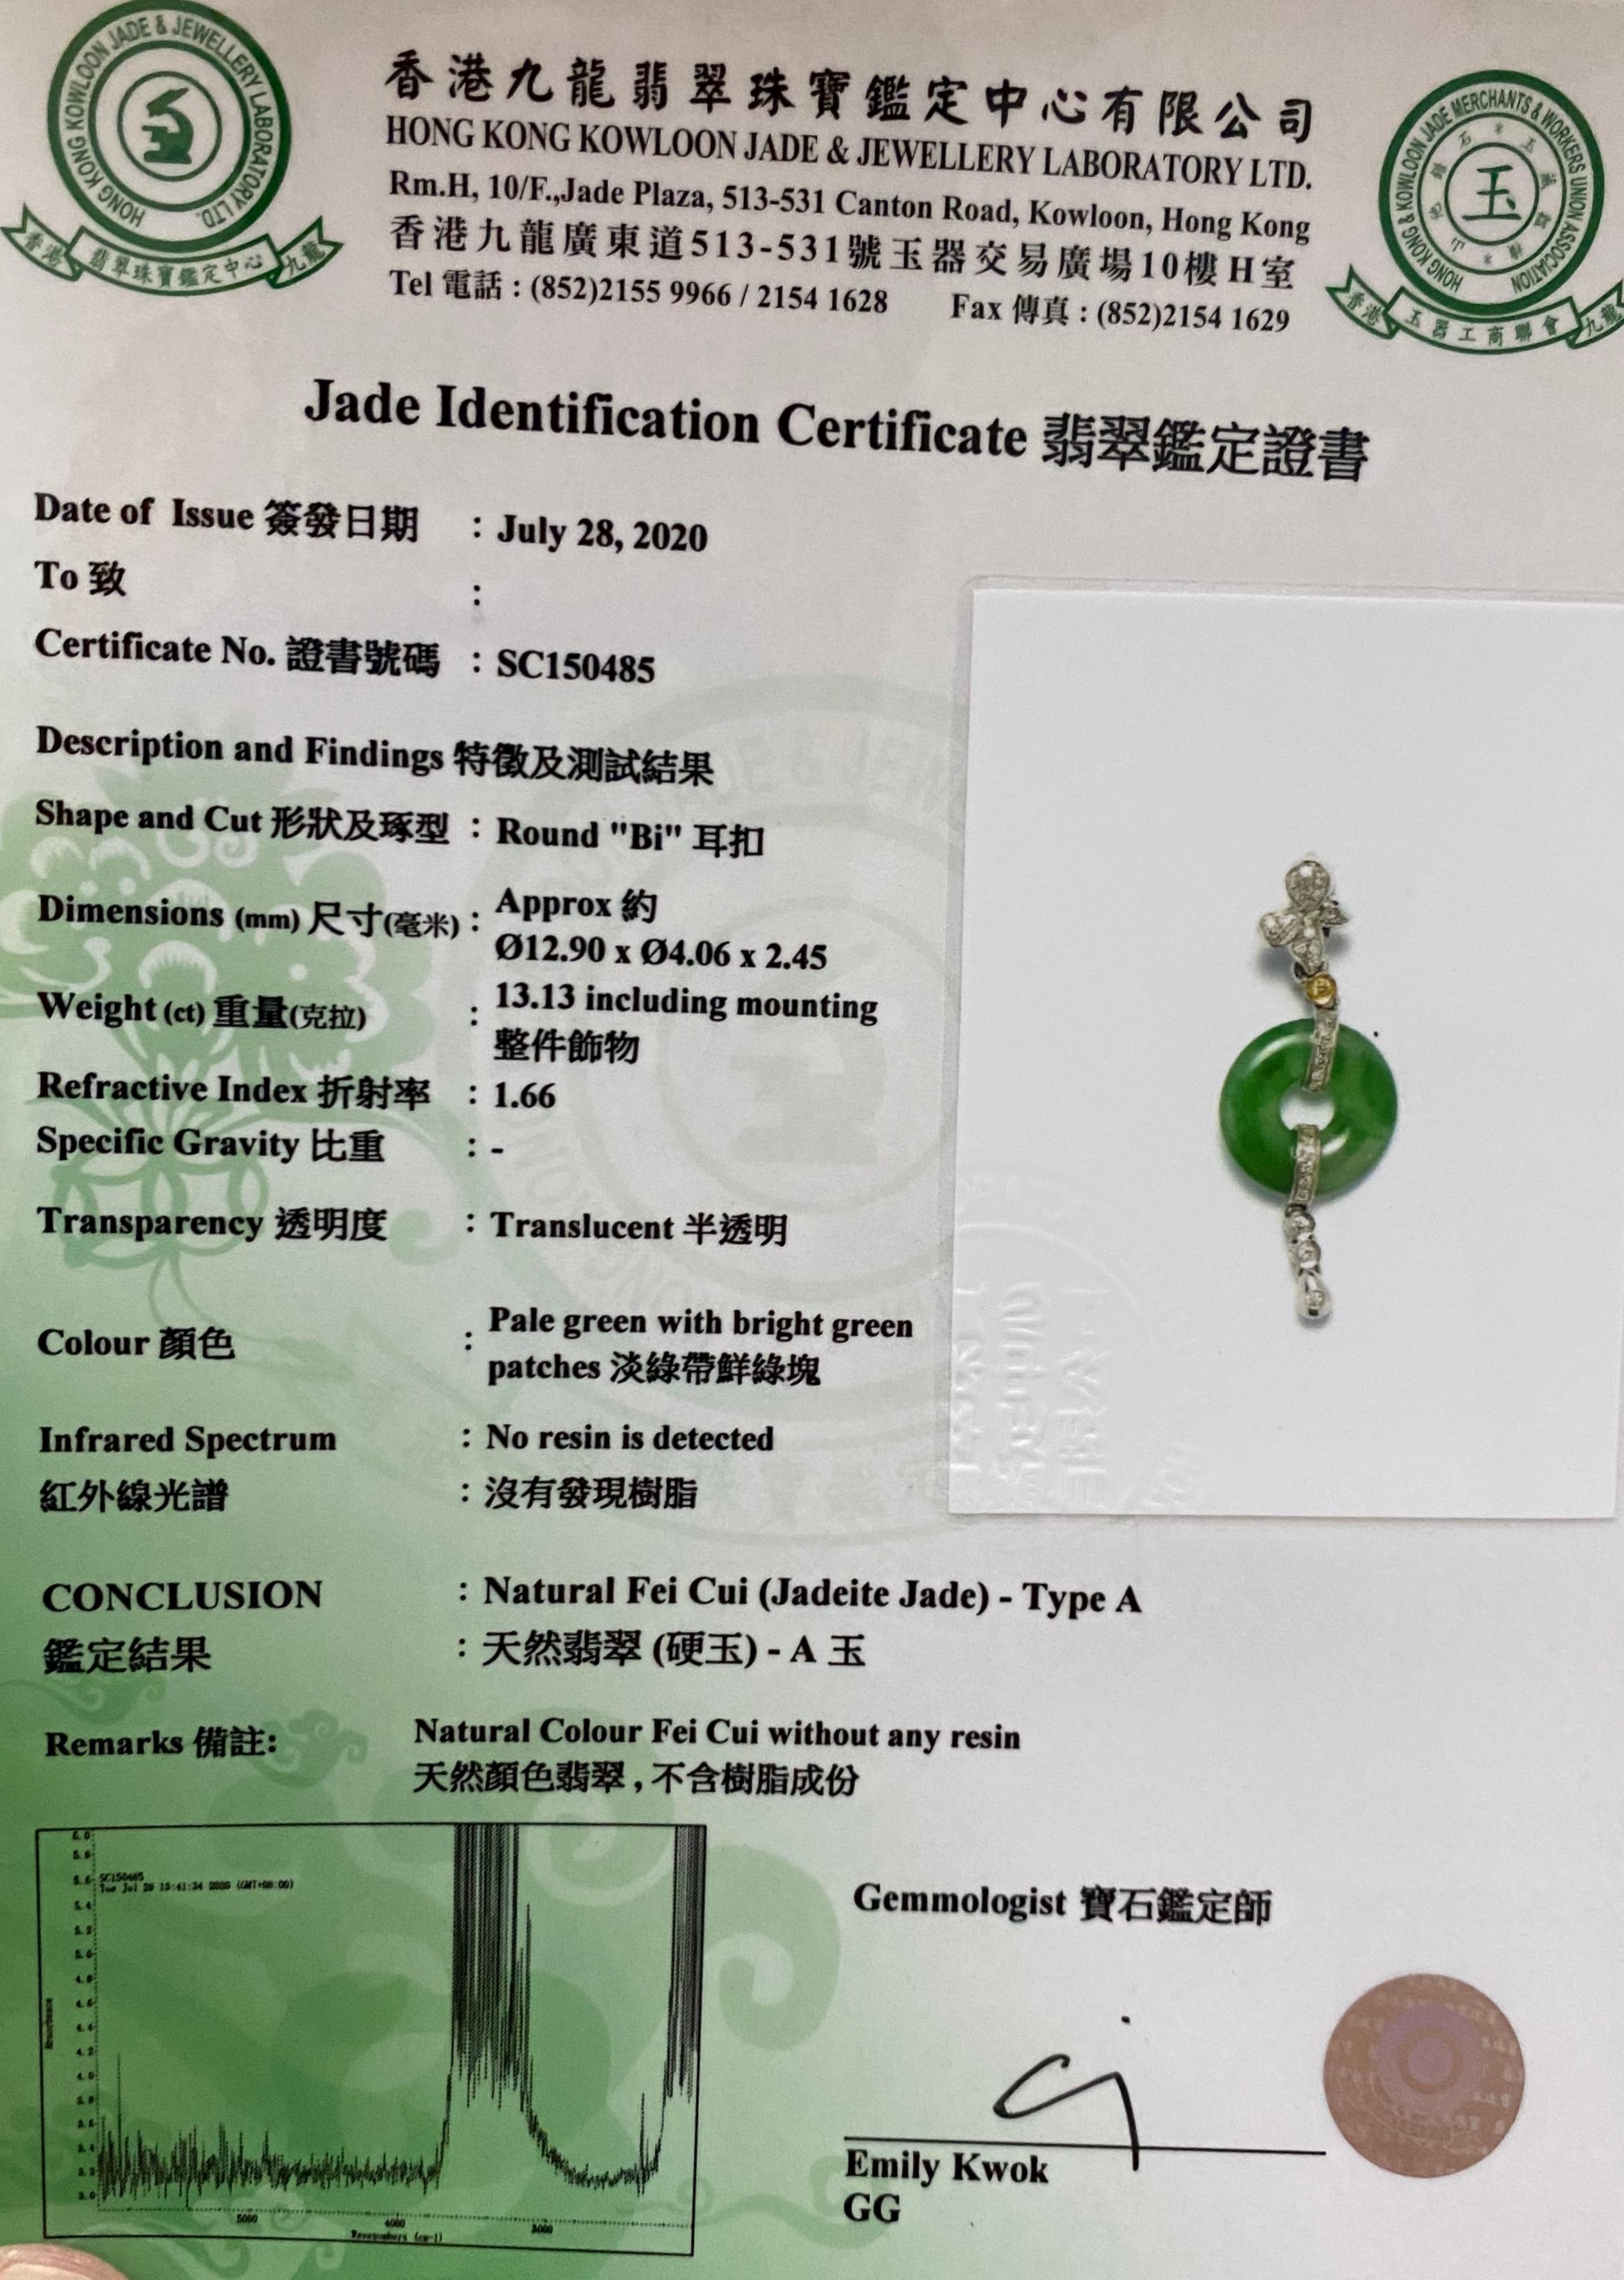 HONG KONG KOWLOON JADE & JEWELLERY LABORATORY LTD.
香港 翡翠珠寶鑑定中心 九龍
香港九龍翡翠珠寶鑑定中心有限公司
HONG KONG KOWLOON JADE & JEWELLERY LABORATORY LTD.
Rm.H, 10/F.,Jade Plaza, 513-531 Canton Road, Kowloon, Hong Kong
香港九龍廣東道513-531號玉器交易廣場10樓H室
Tel 電話 : (852)2155 9966 / 2154 1628 Fax 傳真 : (852)2154 1629
HONG KONG & KOWLOON JADE MERCHANTS & WORKERS UNION ASSOCIATION
玉
香港 玉器工商聯會 九龍
Jade Identification Certificate 翡翠鑑定證書
Date of Issue 簽發日期 : July 28, 2020
To 致 :
Certificate No. 證書號碼 : SC150485
Description and Findings 特徵及測試結果
Shape and Cut 形狀及琢型 : Round "Bi" 耳扣
Dimensions (mm) 尺寸(毫米) : Approx 約
Ø12.90 x Ø4.06 x 2.45
Weight (ct) 重量(克拉) : 13.13 including mounting
整件飾物
Refractive Index 折射率 : 1.66
Specific Gravity 比重 : -
Transparency 透明度 : Translucent 半透明
Colour 顏色 : Pale green with bright green
patches 淡綠帶鮮綠塊
Infrared Spectrum : No resin is detected
紅外線光譜 : 沒有發現樹脂
CONCLUSION : Natural Fei Cui (Jadeite Jade) - Type A
鑑定結果 : 天然翡翠 (硬玉) - A 玉
Remarks 備註: Natural Colour Fei Cui without any resin
天然顏色翡翠 , 不含樹脂成份
SC150485
Tue Jul 28 13:41:34 2020 (GMT+08:00)
5000 4000 3000
Wavenumbers (cm-1)
Gemmologist 寶石鑑定師
Emily Kwok
GG